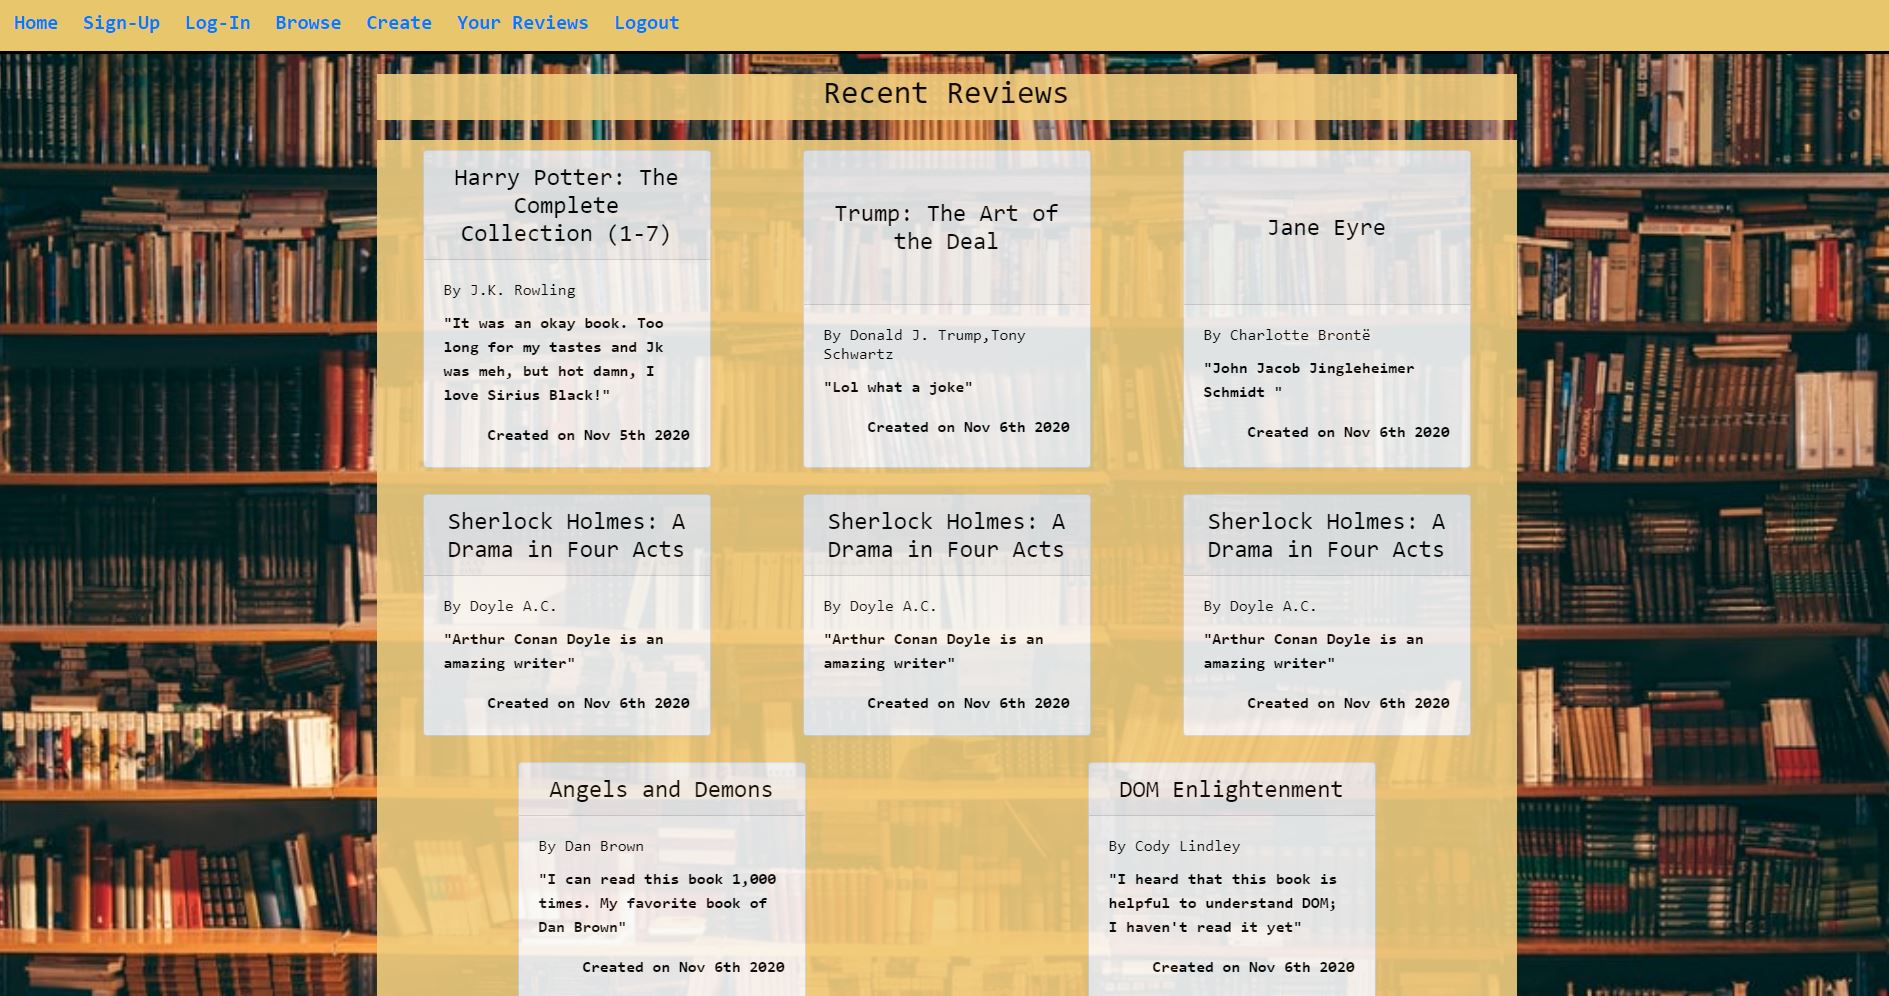 Home Sign-Up Log-In Browse Create Your Reviews Logout
Recent Reviews
Harry Potter: The
Complete
Collection (1-7)
By J.K. Rowling
"It was an okay book. Too
long for my tastes and Jk
was meh, but hot damn, I
love Sirius Black!"
Created on Nov 5th 2020
Trump: The Art of
the Deal
By Donald J. Trump,Tony
Schwartz
"Lol what a joke"
Created on Nov 6th 2020
Jane Eyre
By Charlotte Brontë
"John Jacob Jingleheimer
Schmidt "
Created on Nov 6th 2020
Sherlock Holmes: A
Drama in Four Acts
By Doyle A.C.
"Arthur Conan Doyle is an
amazing writer"
Created on Nov 6th 2020
Sherlock Holmes: A
Drama in Four Acts
By Doyle A.C.
"Arthur Conan Doyle is an
amazing writer"
Created on Nov 6th 2020
Sherlock Holmes: A
Drama in Four Acts
By Doyle A.C.
"Arthur Conan Doyle is an
amazing writer"
Created on Nov 6th 2020
Angels and Demons
By Dan Brown
"I can read this book 1,000
times. My favorite book of
Dan Brown"
Created on Nov 6th 2020
DOM Enlightenment
By Cody Lindley
"I heard that this book is
helpful to understand DOM;
I haven't read it yet"
Created on Nov 6th 2020